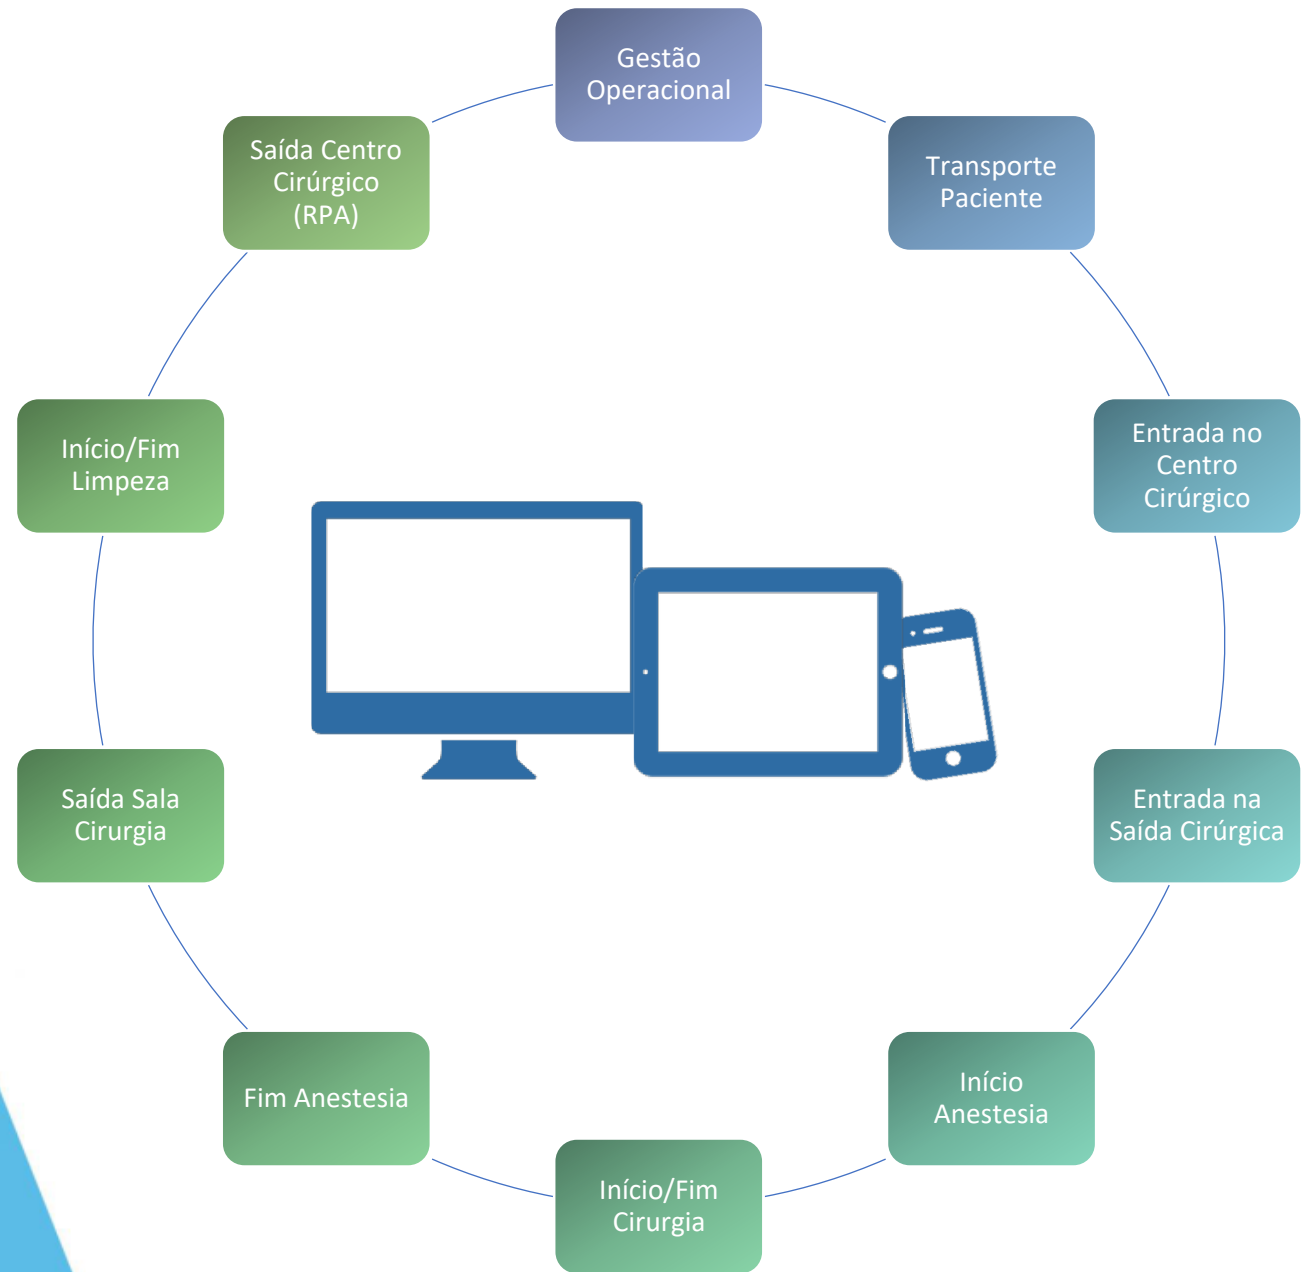 Gestão
Operacional
Transporte
Paciente
Entrada no
Centro
Cirúrgico
Entrada na
Saída Cirúrgica
Início
Anestesia
Início/Fim
Cirurgia
Fim Anestesia
Saída Sala
Cirurgia
Início/Fim
Limpeza
Saída Centro
Cirúrgico
(RPA)